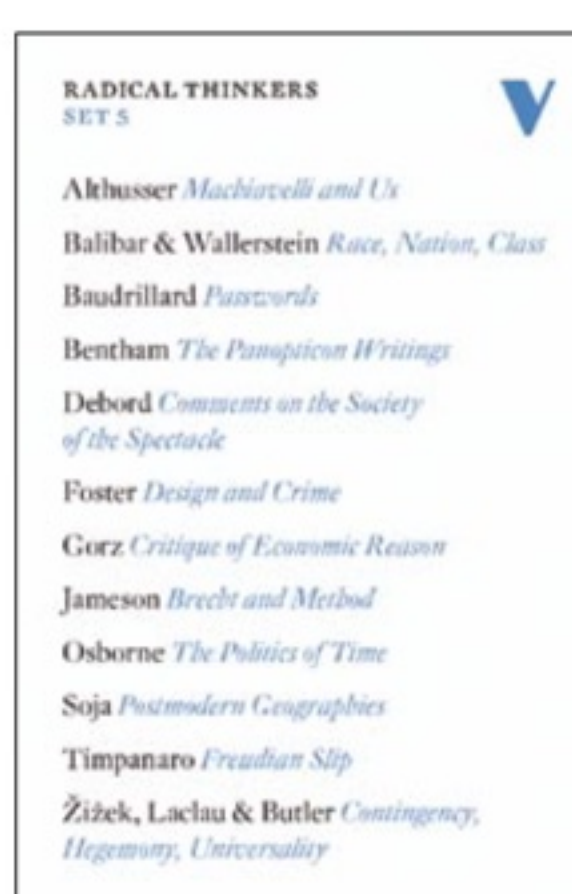 RADICAL THINKERS
SET 5
V
Althusser Machiavelli and Us
Balibar & Wallerstein Race, Nation, Class
Baudrillard Passwords
Bentham The Panopticon Writings
Debord Comments on the Society
of the Spectacle
Foster Design and Crime
Gorz Critique of Economic Reason
Jameson Brecht and Method
Osborne The Politics of Time
Soja Postmodern Geographies
Timpanaro Freudian Slip
Žižek, Laclau & Butler Contingency,
Hegemony, Universality